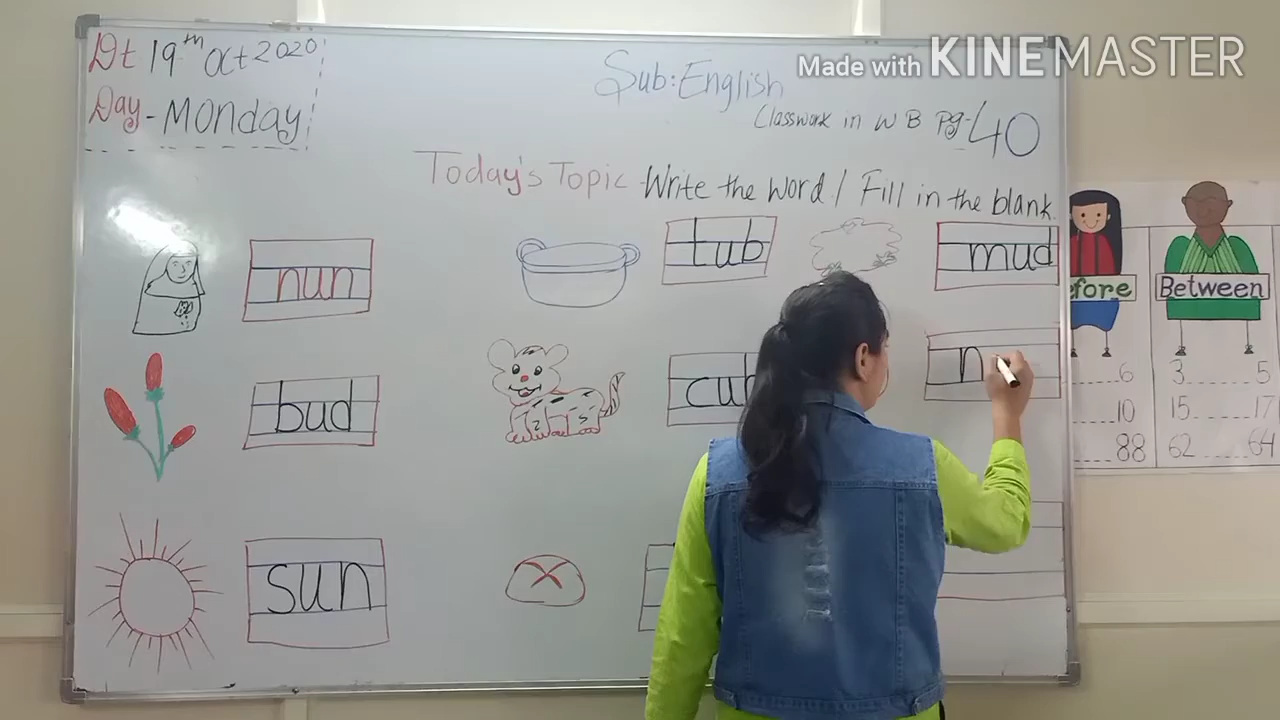 Made with KINEMASTER
Dt 19th Oct 2020
Day - Monday
Sub: English
Classwork in W B Pg- 40
Today's Topic Write the word / Fill in the blank.
nun
tub
mud
bud
cub
n
sun
efore
Between
6
3 5
10
15 17
88
62 64